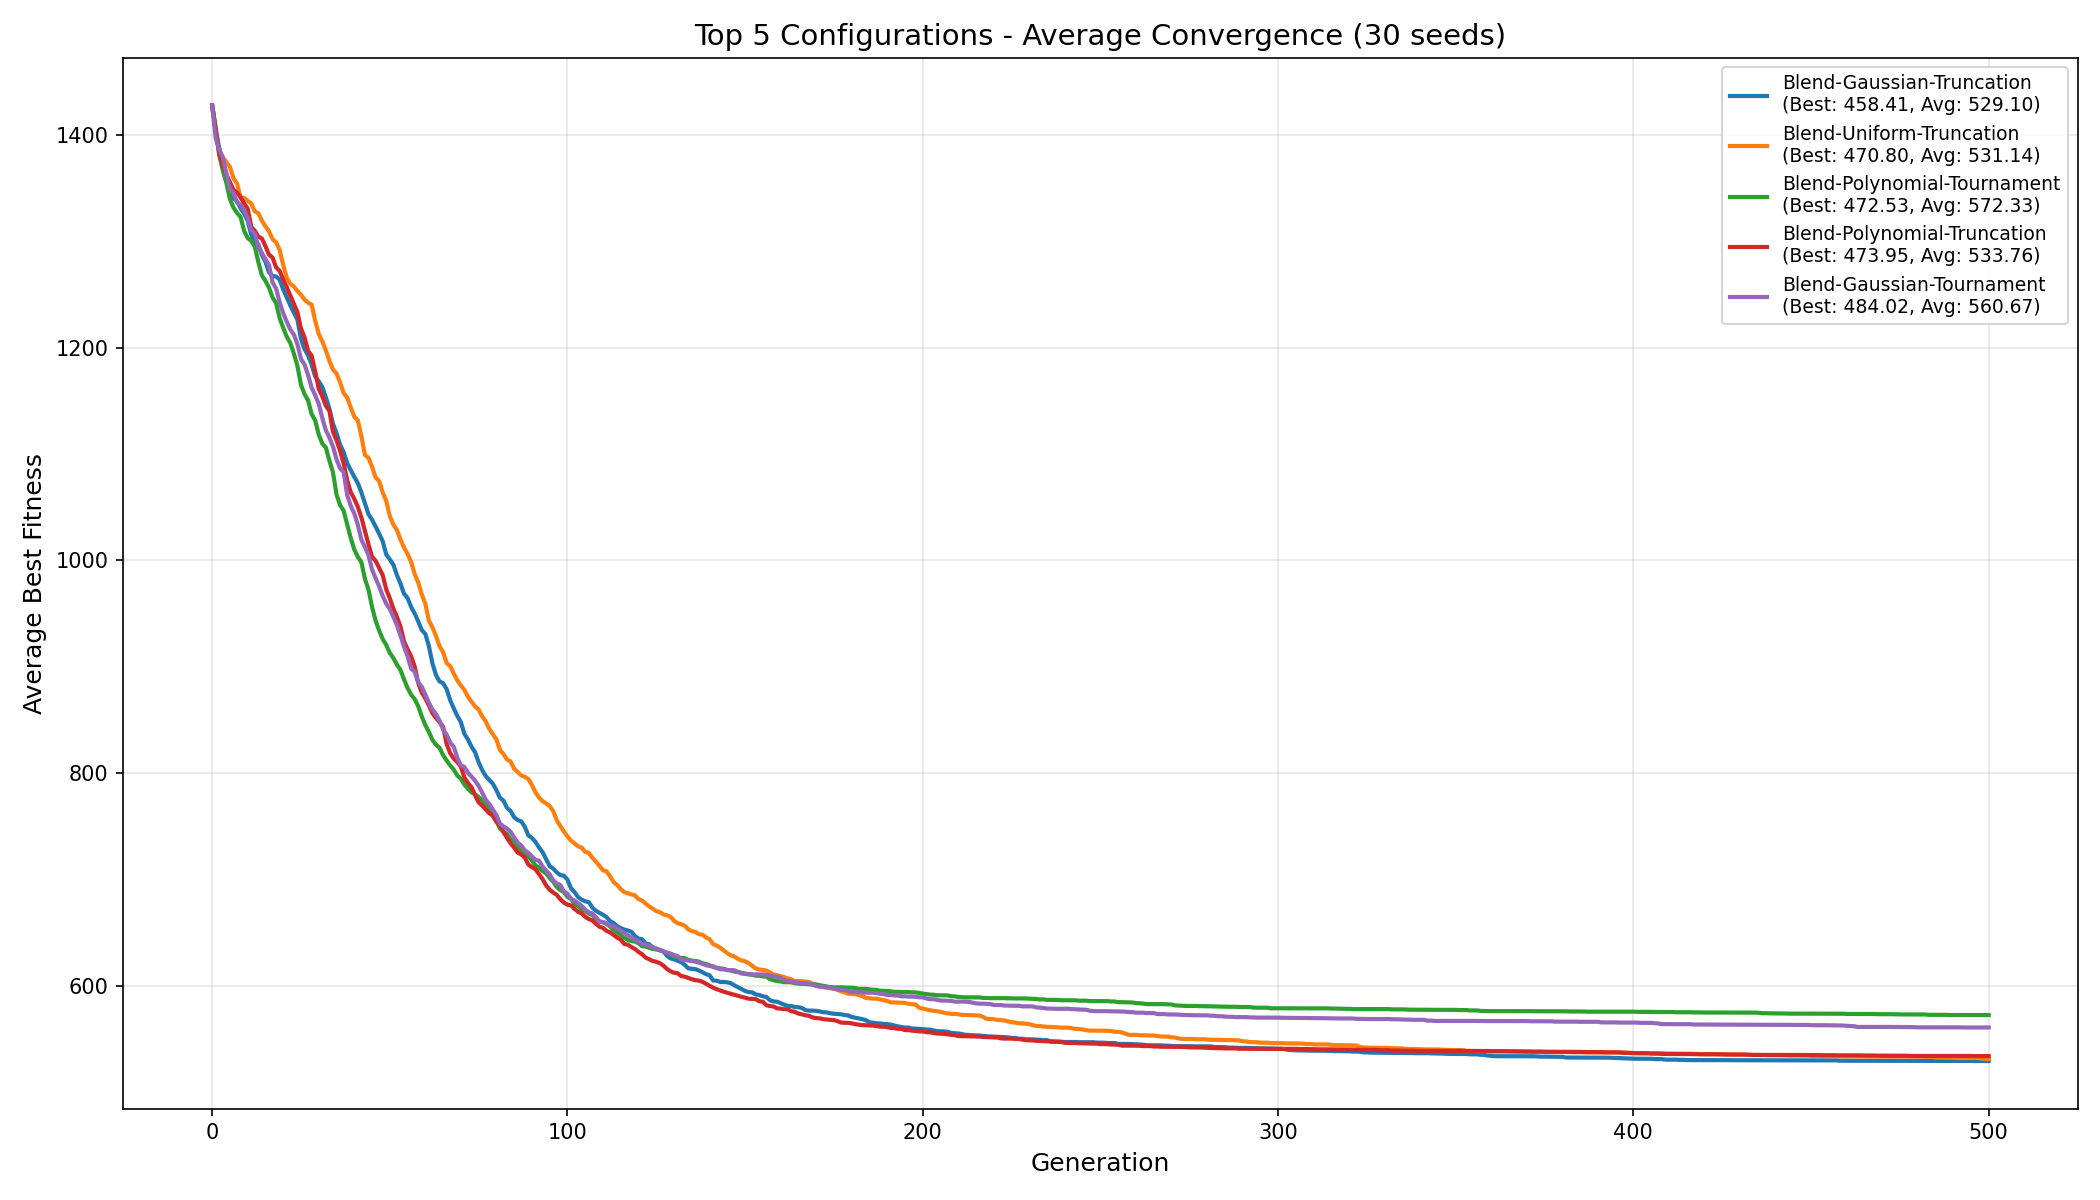 Top 5 Configurations - Average Convergence (30 seeds)
Blend-Gaussian-Truncation
(Best: 458.41, Avg: 529.10)
Blend-Uniform-Truncation
(Best: 470.80, Avg: 531.14)
Blend-Polynomial-Tournament
(Best: 472.53, Avg: 572.33)
Blend-Polynomial-Truncation
(Best: 473.95, Avg: 533.76)
Blend-Gaussian-Tournament
(Best: 484.02, Avg: 560.67)
Average Best Fitness
1400
1200
1000
800
600
0 100 200 300 400 500
Generation